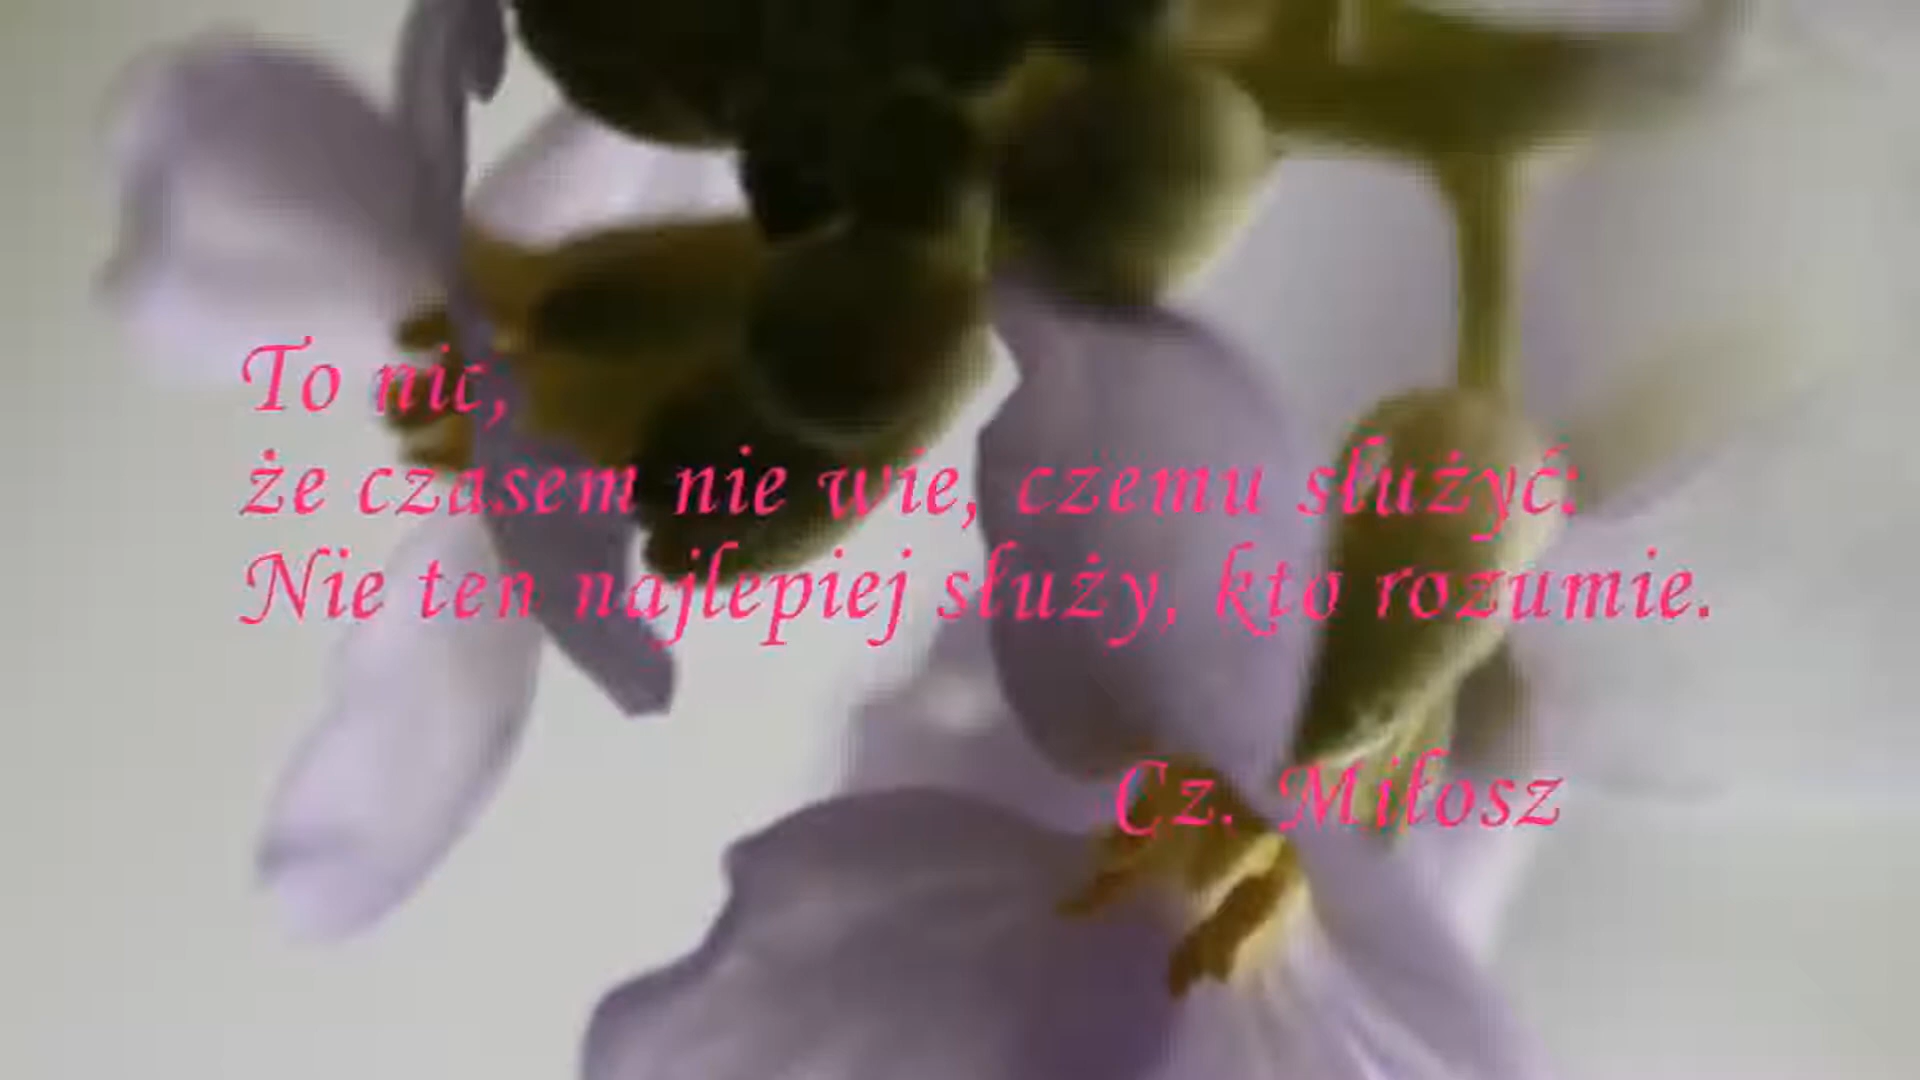 To nic,
że czasem nie wie, czemu służyć:
Nie ten najlepiej służy, kto rozumie.
Cz. Miłosz